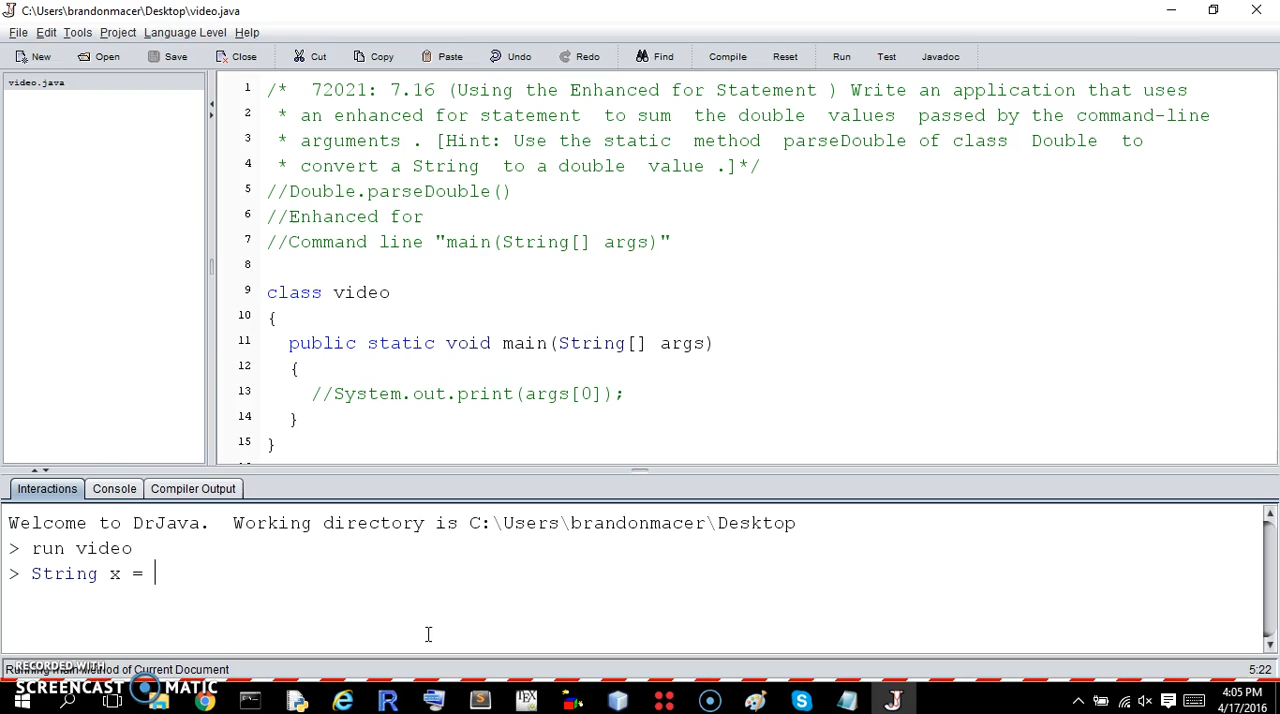 C:\Users\brandonmacer\Desktop\video.java
File Edit Tools Project Language Level Help
New Open Save Close Cut Copy Paste Undo Redo Find Compile Reset Run Test Javadoc
video.java
1 /*  72021: 7.16 (Using the Enhanced for Statement ) Write an application that uses
2  * an enhanced for statement  to sum  the double  values  passed by the command-line
3  * arguments . [Hint: Use the static  method  parseDouble of class  Double  to
4  * convert a String  to a double  value .]*/
5 //Double.parseDouble()
6 //Enhanced for
7 //Command line "main(String[] args)"
8
9 class video
10 {
11   public static void main(String[] args)
12   {
13     //System.out.print(args[0]);
14   }
15 }
Interactions Console Compiler Output
Welcome to DrJava.  Working directory is C:\Users\brandonmacer\Desktop
> run video
> String x =
Running main Method of Current Document 5:22
RECORDED WITH
SCREENCAST MATIC
4:05 PM
4/17/2016